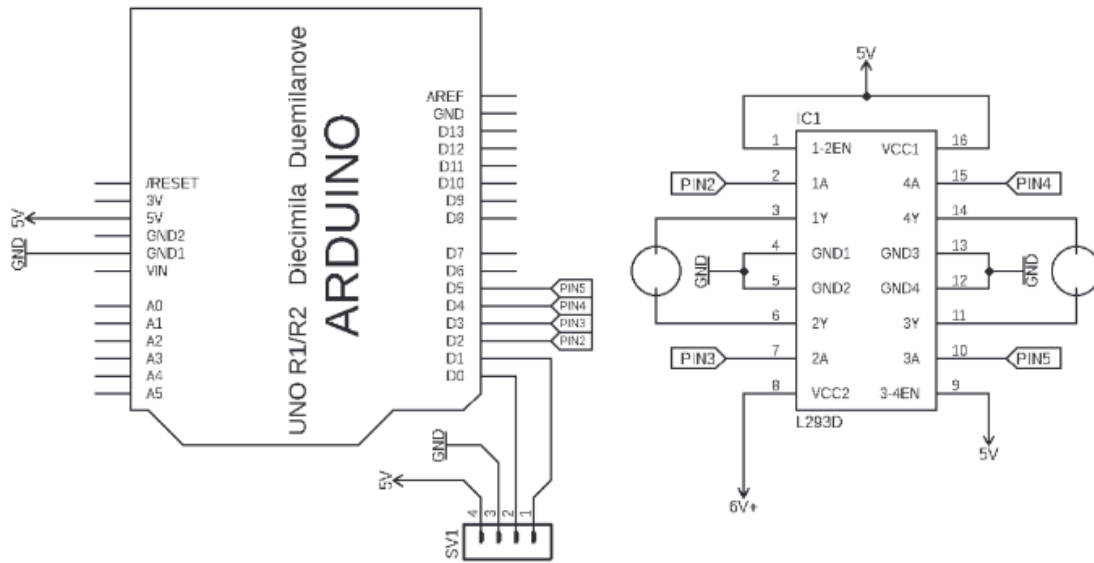 UNO R1/R2 Diecimila Duemilanove
ARDUINO
/RESET
3V
5V
GND2
GND1
VIN
A0
A1
A2
A3
A4
A5
5V
GND
AREF
GND
D13
D12
D11
D10
D9
D8
D7
D6
D5
D4
D3
D2
D1
D0
PIN5
PIN4
PIN3
PIN2
GND
5V
4
3
2
1
SV1
5V
IC1
1 1-2EN VCC1 16
PIN2 2 1A 4A 15 PIN4
3 1Y 4Y 14
4 GND1 GND3 13
GND GND
5 GND2 GND4 12
6 2Y 3Y 11
PIN3 7 2A 3A 10 PIN5
8 VCC2 3-4EN 9
L293D
5V
6V+